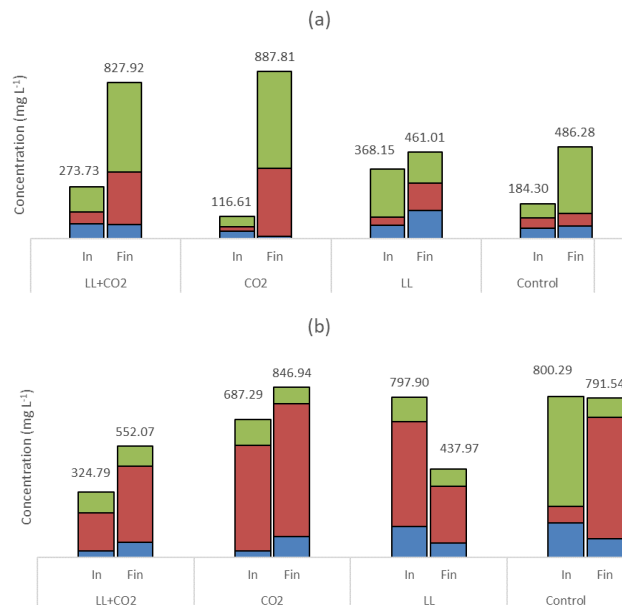 (a)
Concentration (mg L⁻¹)
273.73
827.92
116.61
887.81
368.15
461.01
184.30
486.28
In Fin In Fin In Fin In Fin
LL+CO2 CO2 LL Control
(b)
Concentration (mg L⁻¹)
324.79
552.07
687.29
846.94
797.90
437.97
800.29
791.54
In Fin In Fin In Fin In Fin
LL+CO2 CO2 LL Control